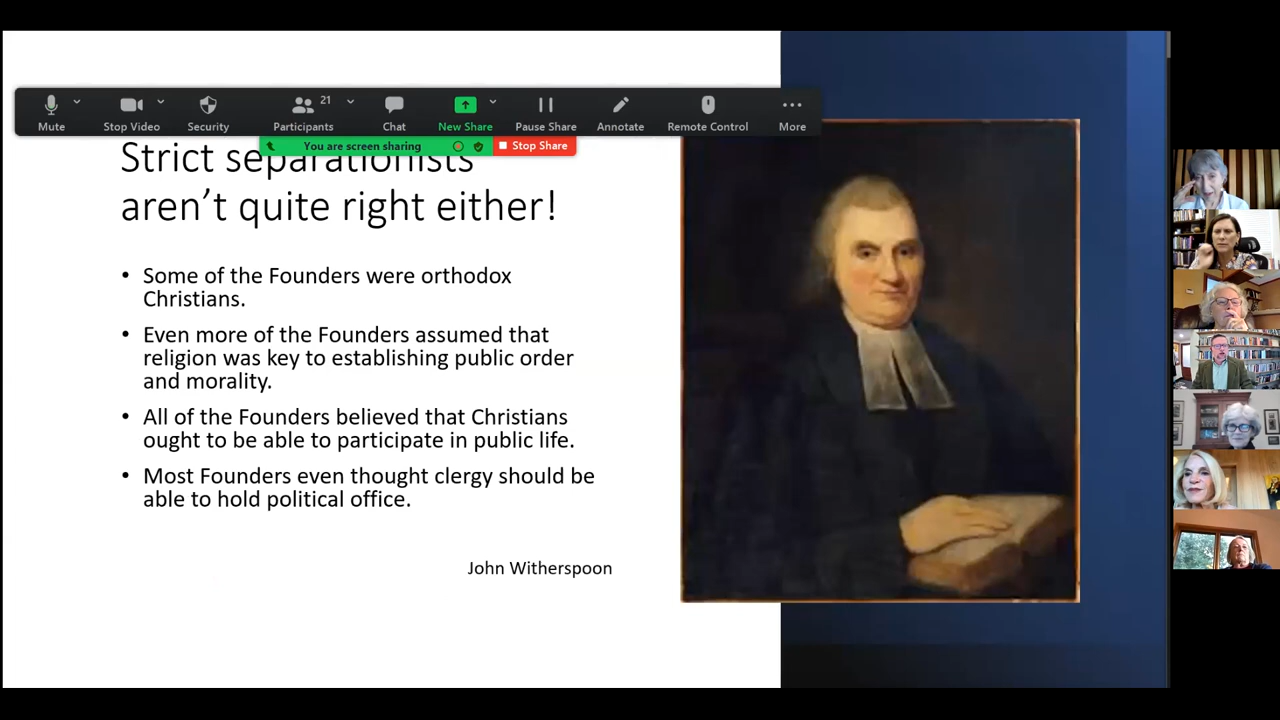 21
Mute
Stop Video
Security
Participants
Chat
New Share
Pause Share
Annotate
Remote Control
More
You are screen sharing
Stop Share
Strict separationists
aren’t quite right either!
• Some of the Founders were orthodox
Christians.
• Even more of the Founders assumed that
religion was key to establishing public order
and morality.
• All of the Founders believed that Christians
ought to be able to participate in public life.
• Most Founders even thought clergy should be
able to hold political office.
John Witherspoon